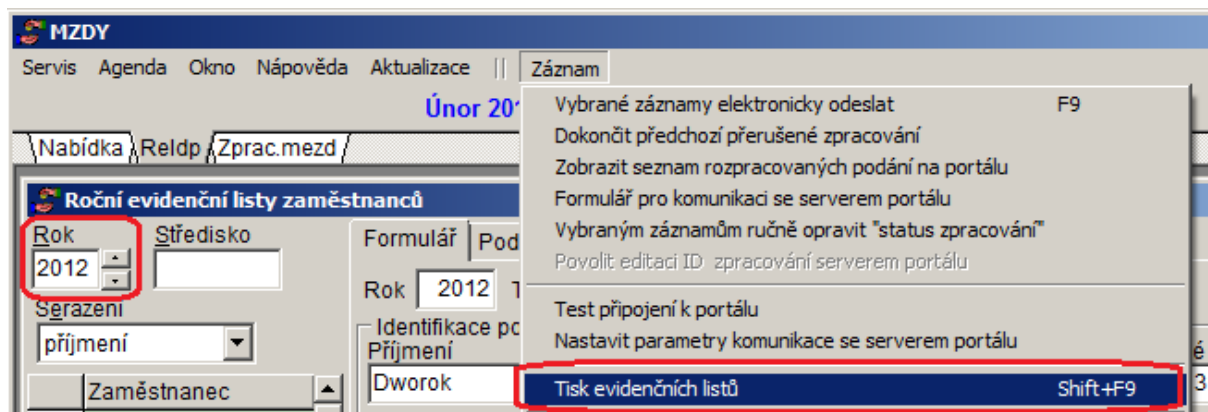 MZDY
Servis Agenda Okno Nápověda Aktualizace || Záznam
Únor 201
Vybrané záznamy elektronicky odeslat F9
Dokončit předchozí přerušené zpracování
Zobrazit seznam rozpracovaných podání na portálu
Formulář pro komunikaci se serverem portálu
Vybraným záznamům ručně opravit "status zpracování"
Povolit editaci ID zpracování serverem portálu
Test připojení k portálu
Nastavit parametry komunikace se serverem portálu
Tisk evidenčních listů Shift+F9
Nabídka Reldp Zprac.mezd
Roční evidenční listy zaměstnanců
Rok Středisko
2012
Seřazení
příjmení
Zaměstnanec
Formulář Pod
Rok 2012 T
Identifikace po
Příjmení
Dworok
é
3